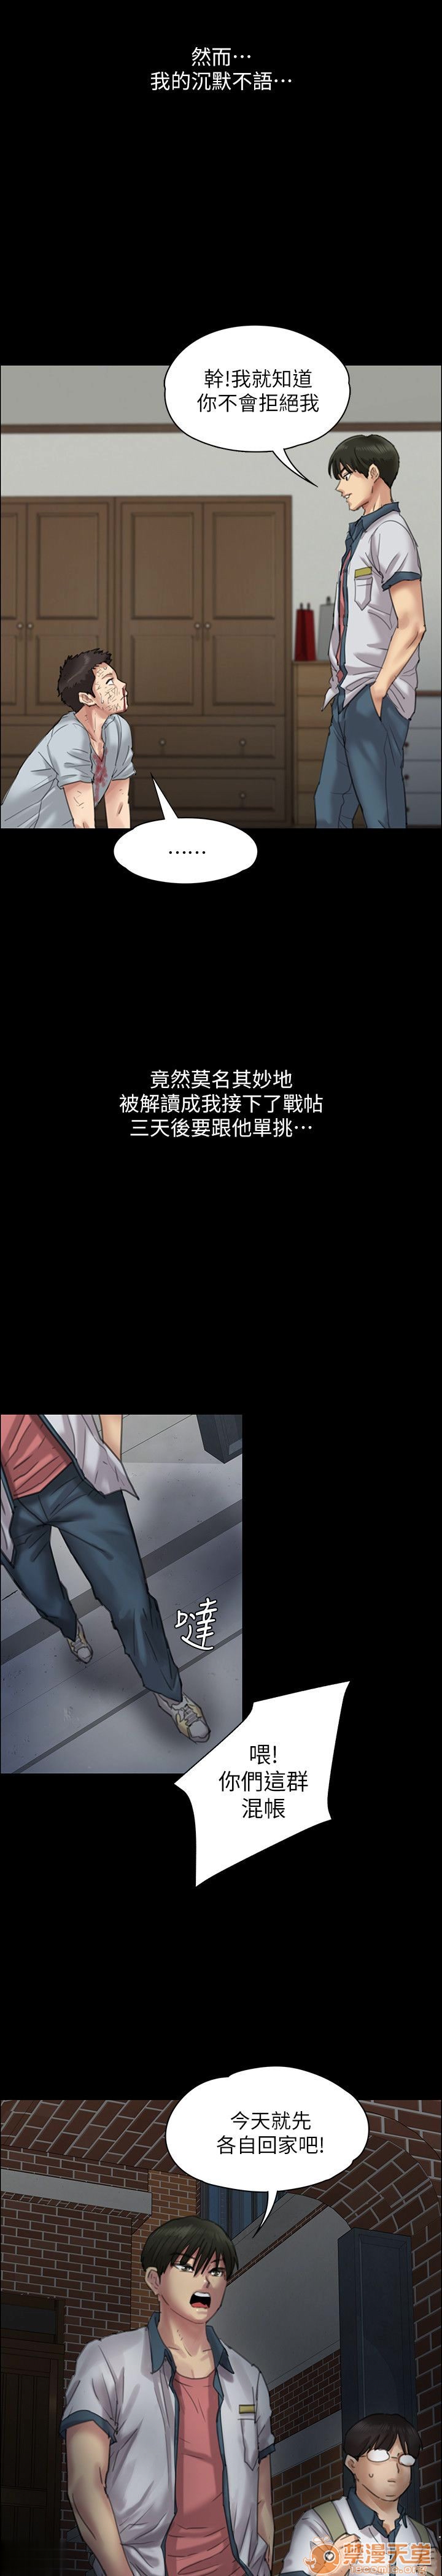 然而⋯
我的沉默不語⋯
幹!我就知道
你不會拒絕我
⋯⋯
竟然莫名其妙地
被解讀成我接下了戰帖
三天後要跟他單挑⋯
噠
喂!
你們這群
混帳
今天就先
各自回家吧!
禁漫天堂